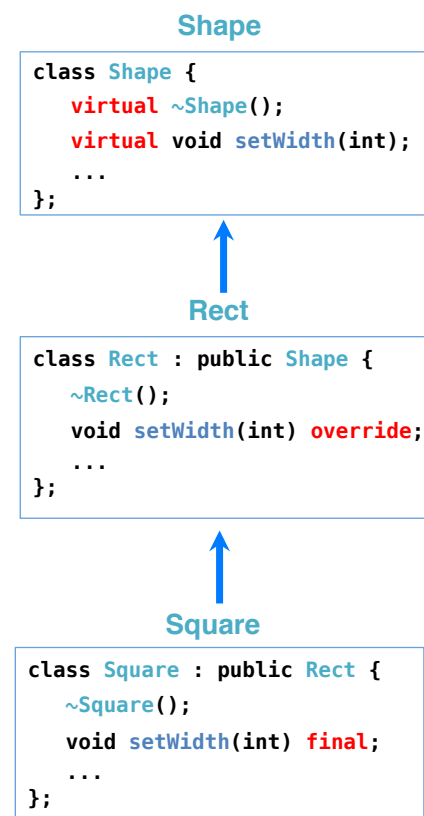 Shape
class Shape {
virtual ~Shape();
virtual void setWidth(int);
...
};
Rect
class Rect : public Shape {
~Rect();
void setWidth(int) override;
...
};
Square
class Square : public Rect {
~Square();
void setWidth(int) final;
...
};